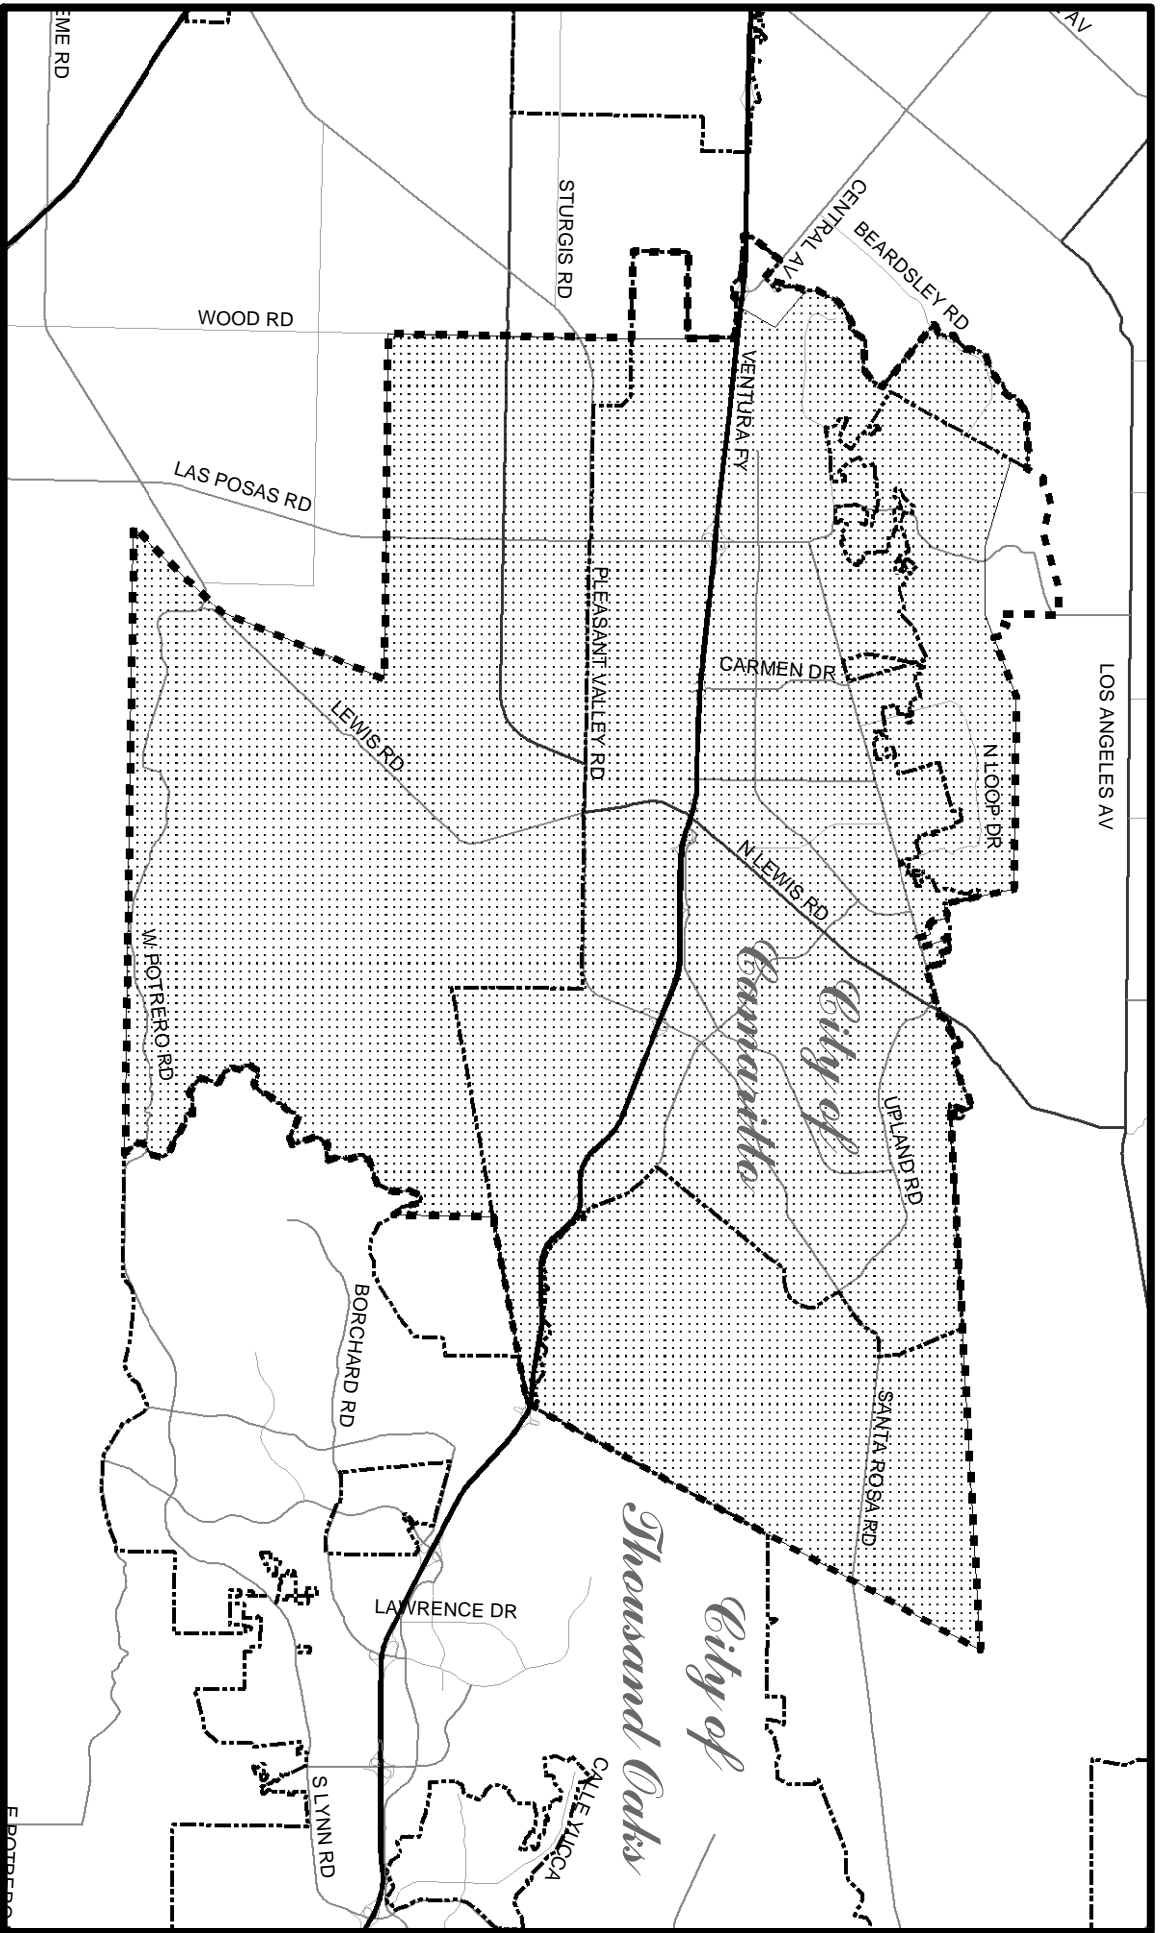 EME RD
AV
STURGIS RD
CENTRAL AV
BEARDSLEY RD
WOOD RD
VENTURA FY
LAS POSAS RD
PLEASANT VALLEY RD
CARMEN DR
LOS ANGELES AV
LEWIS RD
N LOOP DR
N LEWIS RD
W POTRERO RD
City of
Camarillo
UPLAND RD
BORCHARD RD
SANTA ROSA RD
City of
Thousand Oaks
LAWRENCE DR
S LYNN RD
CALLE YUCCA
E POTRERO